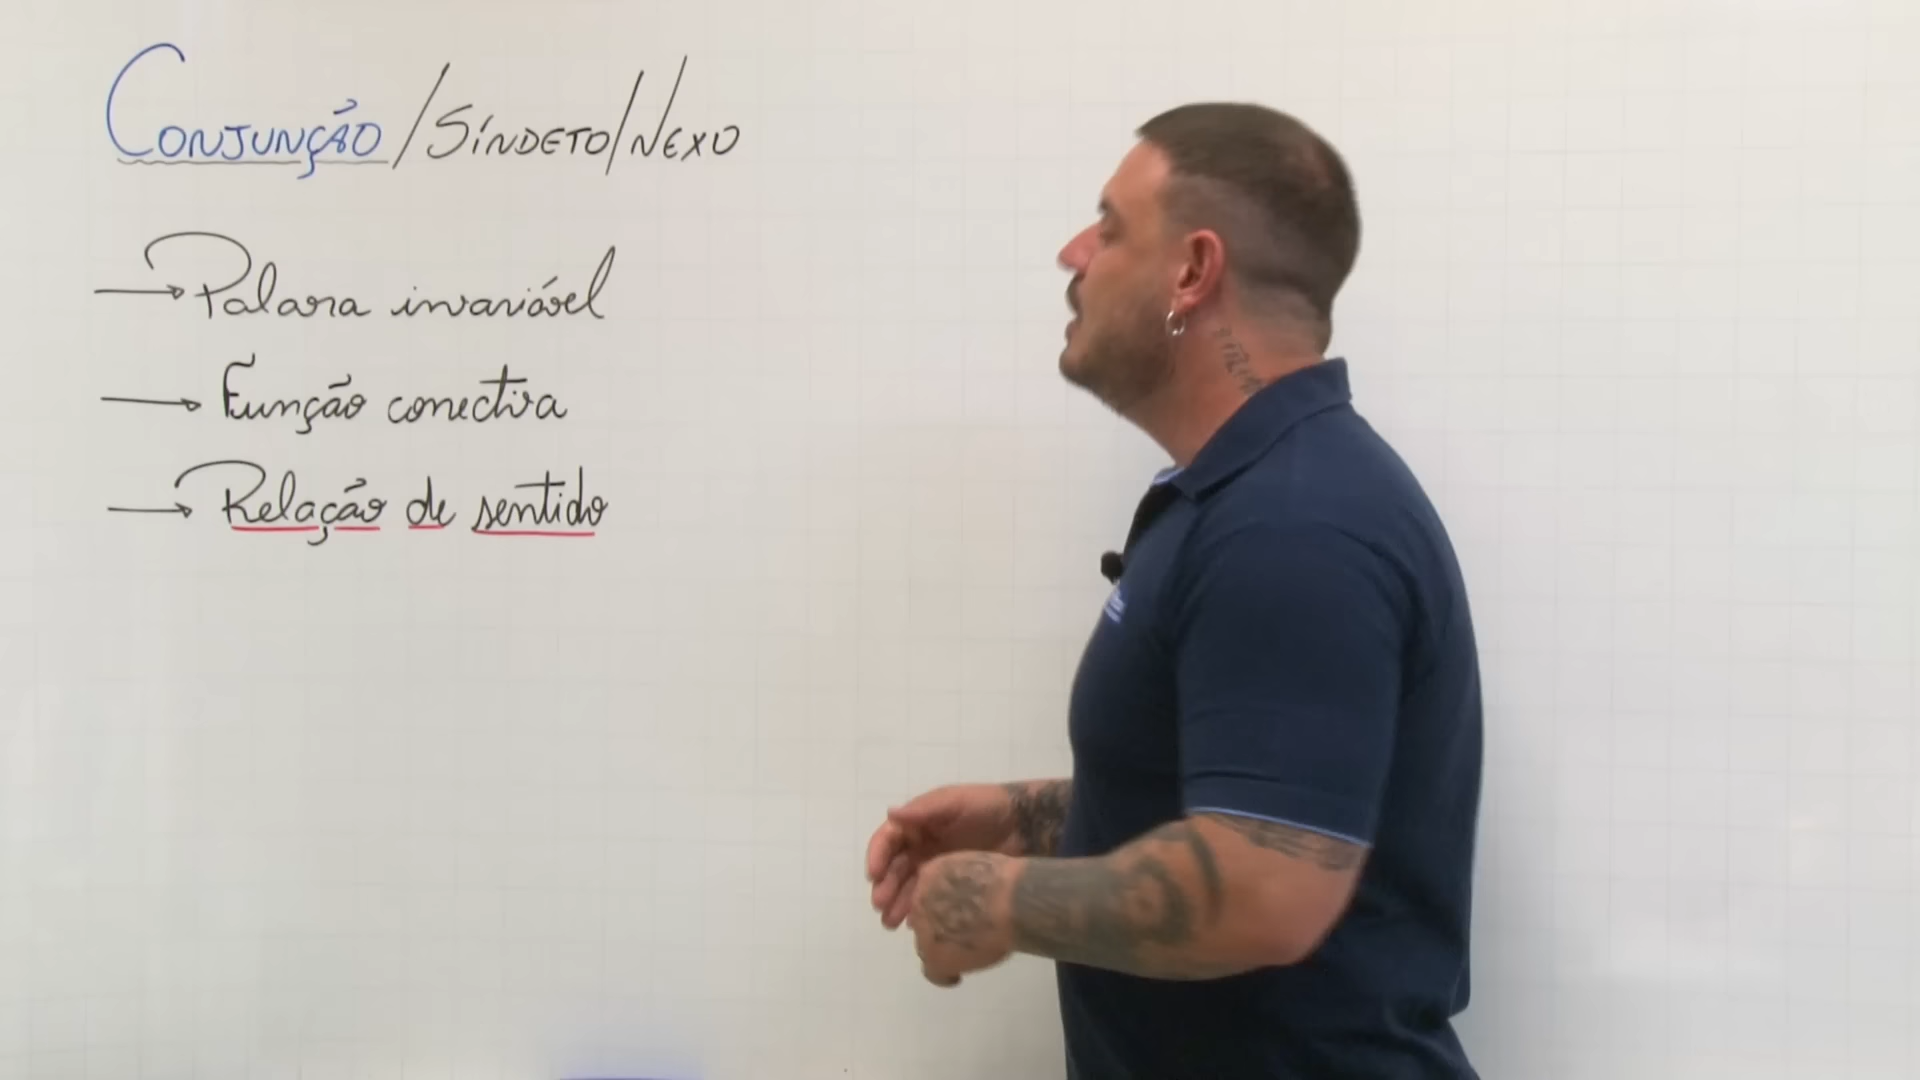 CONJUNÇÃO / SÍNDETO / NEXO
→ Palavra invariável
→ Função conectiva
→ Relação de sentido